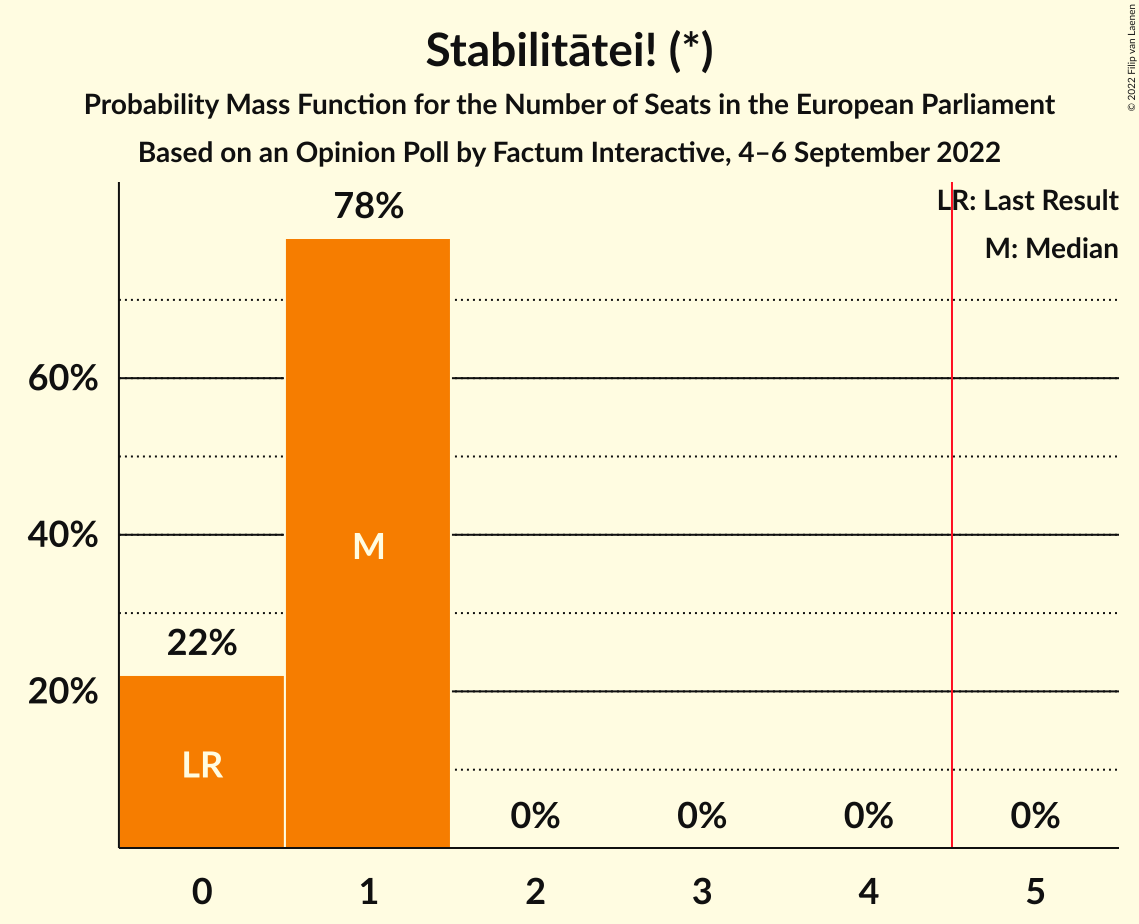 Stabilitātei! (*)
Probability Mass Function for the Number of Seats in the European Parliament
Based on an Opinion Poll by Factum Interactive, 4–6 September 2022
© 2022 Filip van Laenen
LR: Last Result
M: Median
78%
60%
40%
M
22%
20%
LR
0% 0% 0% 0%
0 1 2 3 4 5